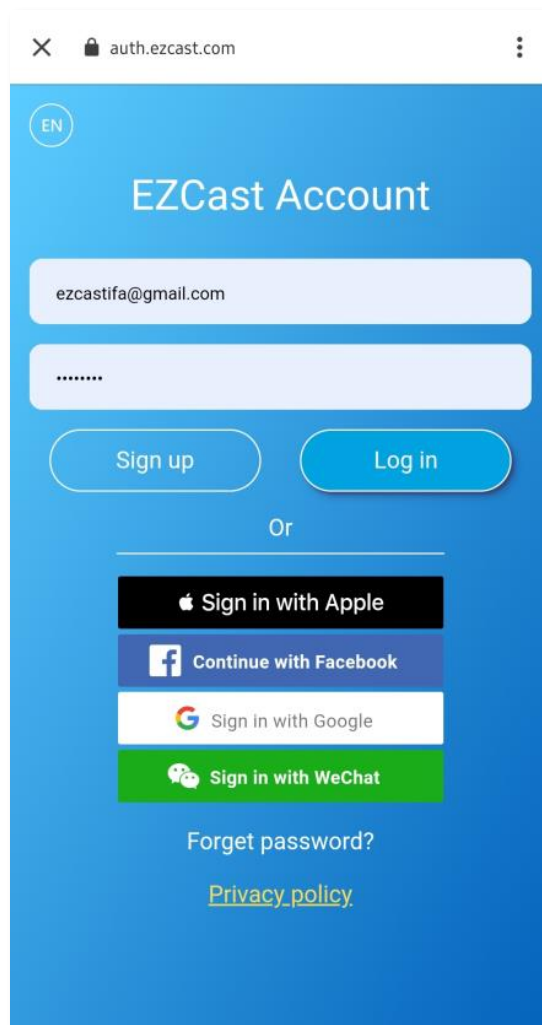 auth.ezcast.com
EN
EZCast Account
ezcastifa@gmail.com
••••••••
Sign up Log in
Or
Sign in with Apple
Continue with Facebook
Sign in with Google
Sign in with WeChat
Forget password?
Privacy policy